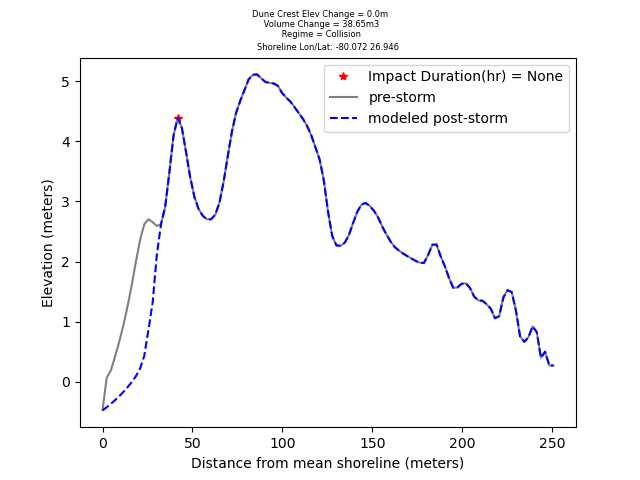 Dune Crest Elev Change = 0.0m
Volume Change = 38.65m3
Regime = Collision
Shoreline Lon/Lat: -80.072 26.946
Impact Duration(hr) = None
pre-storm
modeled post-storm
Elevation (meters)
5
4
3
2
1
0
0 50 100 150 200 250
Distance from mean shoreline (meters)